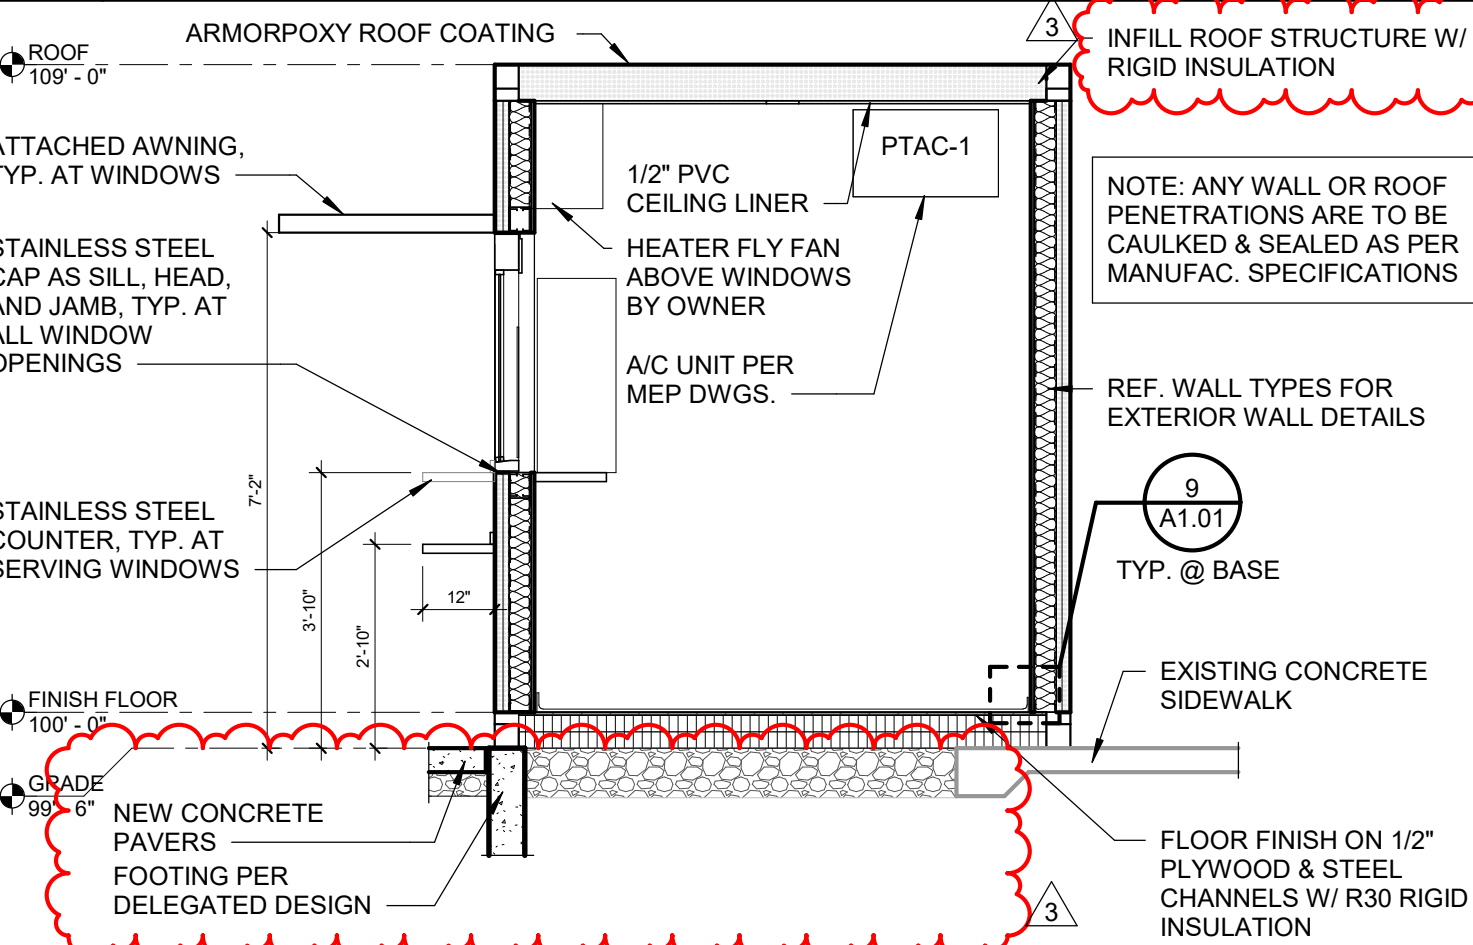 ARMORPOXY ROOF COATING
3
INFILL ROOF STRUCTURE W/
RIGID INSULATION
ROOF
109' - 0"
ATTACHED AWNING,
TYP. AT WINDOWS
1/2" PVC
CEILING LINER
PTAC-1
NOTE: ANY WALL OR ROOF
PENETRATIONS ARE TO BE
CAULKED & SEALED AS PER
MANUFAC. SPECIFICATIONS
STAINLESS STEEL
CAP AS SILL, HEAD,
AND JAMB, TYP. AT
ALL WINDOW
OPENINGS
HEATER FLY FAN
ABOVE WINDOWS
BY OWNER
A/C UNIT PER
MEP DWGS.
REF. WALL TYPES FOR
EXTERIOR WALL DETAILS
7'-2"
9
A1.01
TYP. @ BASE
STAINLESS STEEL
COUNTER, TYP. AT
SERVING WINDOWS
12"
3'-10"
2'-10"
EXISTING CONCRETE
SIDEWALK
FINISH FLOOR
100' - 0"
GRADE
99' - 6"
NEW CONCRETE
PAVERS
FOOTING PER
DELEGATED DESIGN
FLOOR FINISH ON 1/2"
PLYWOOD & STEEL
CHANNELS W/ R30 RIGID
INSULATION
3